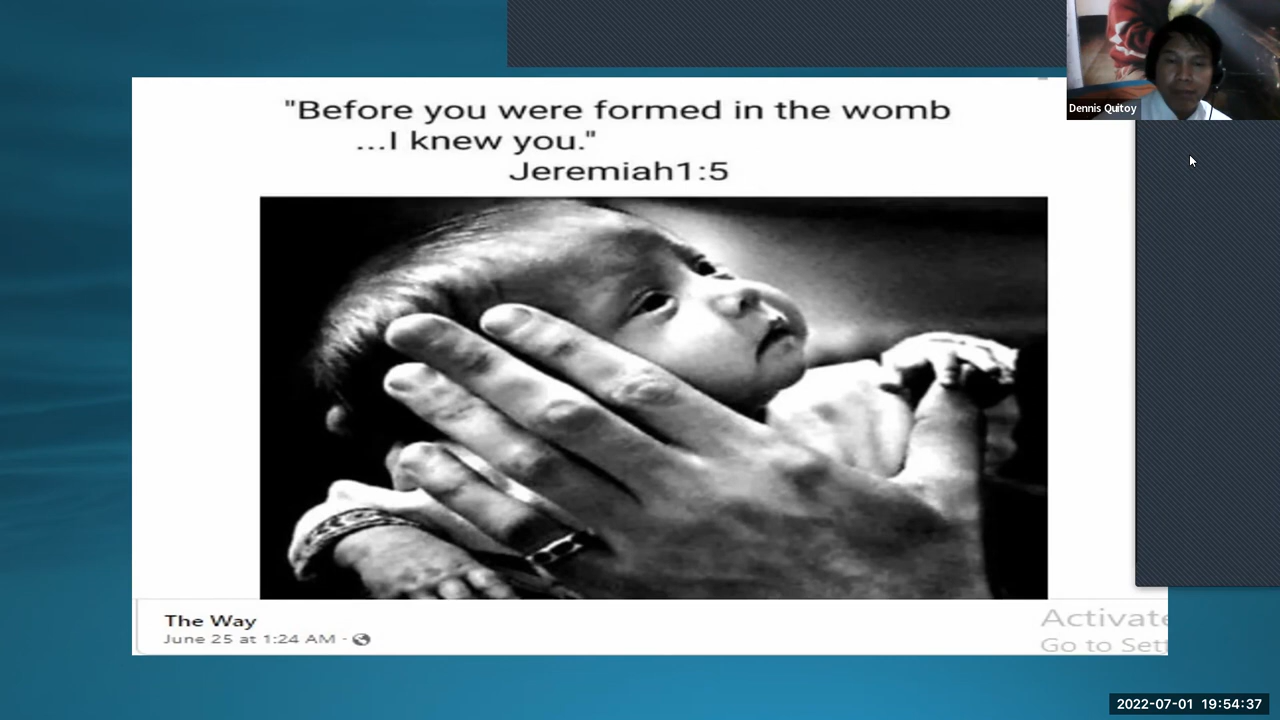 "Before you were formed in the womb
...I knew you."
Jeremiah1:5
Dennis Quitoy
The Way
June 25 at 1:24 AM -
Activate
Go to Sett
2022-07-01 19:54:37